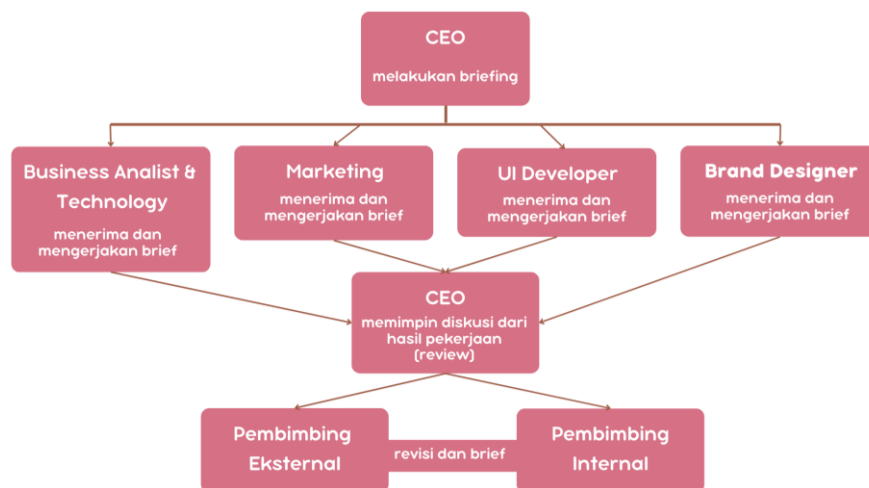 CEO
melakukan briefing
Business Analist &
Technology
menerima dan
mengerjakan brief
Marketing
menerima dan
mengerjakan brief
UI Developer
menerima dan
mengerjakan brief
Brand Designer
menerima dan
mengerjakan brief
CEO
memimpin diskusi dari
hasil pekerjaan
(review)
Pembimbing
Eksternal
revisi dan brief
Pembimbing
Internal